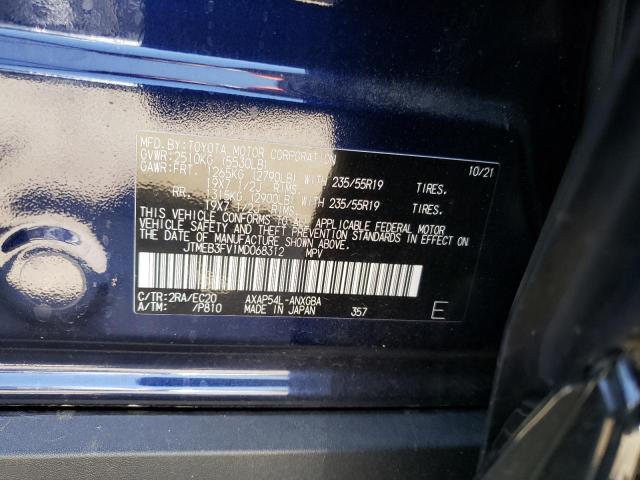 MFD.BY:TOYOTA MOTOR CORPORATION 10/21
GVWR:2510KG (5530LB)
GAWR:FRT. 1265KG (2790LB) WITH 235/55R19 TIRES.
19X7 1/2J RIMS
RR 1315KG (2900LB) WITH 235/55R19 TIRES.
19X7 1/2J RIMS
THIS VEHICLE CONFORMS TO ALL APPLICABLE FEDERAL MOTOR
VEHICLE SAFETY AND THEFT PREVENTION STANDARDS IN EFFECT
ON THE DATE OF MANUFACTURE SHOWN ABOVE.
JTMEB3FV1MD068312 MPV
C/TR:2RA/EC20 AXAP54L-ANXGBA
A/TM: /P810 MADE IN JAPAN 357 E